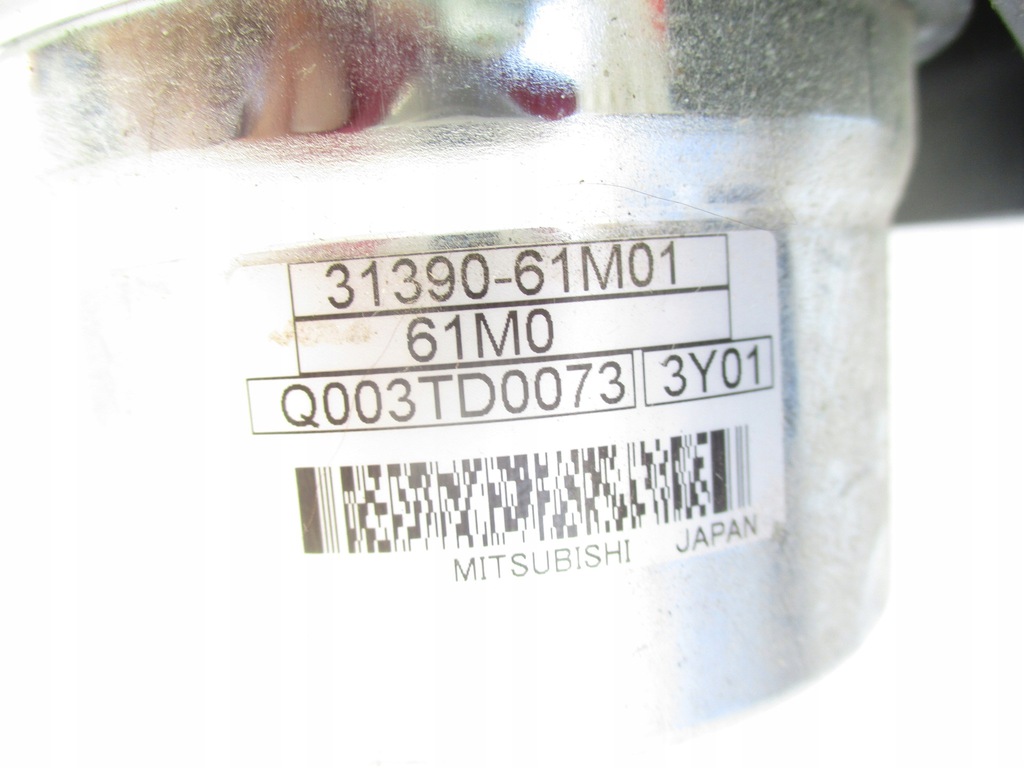 31390-61M01
61M0
Q003TD0073 3Y01
MITSUBISHI JAPAN